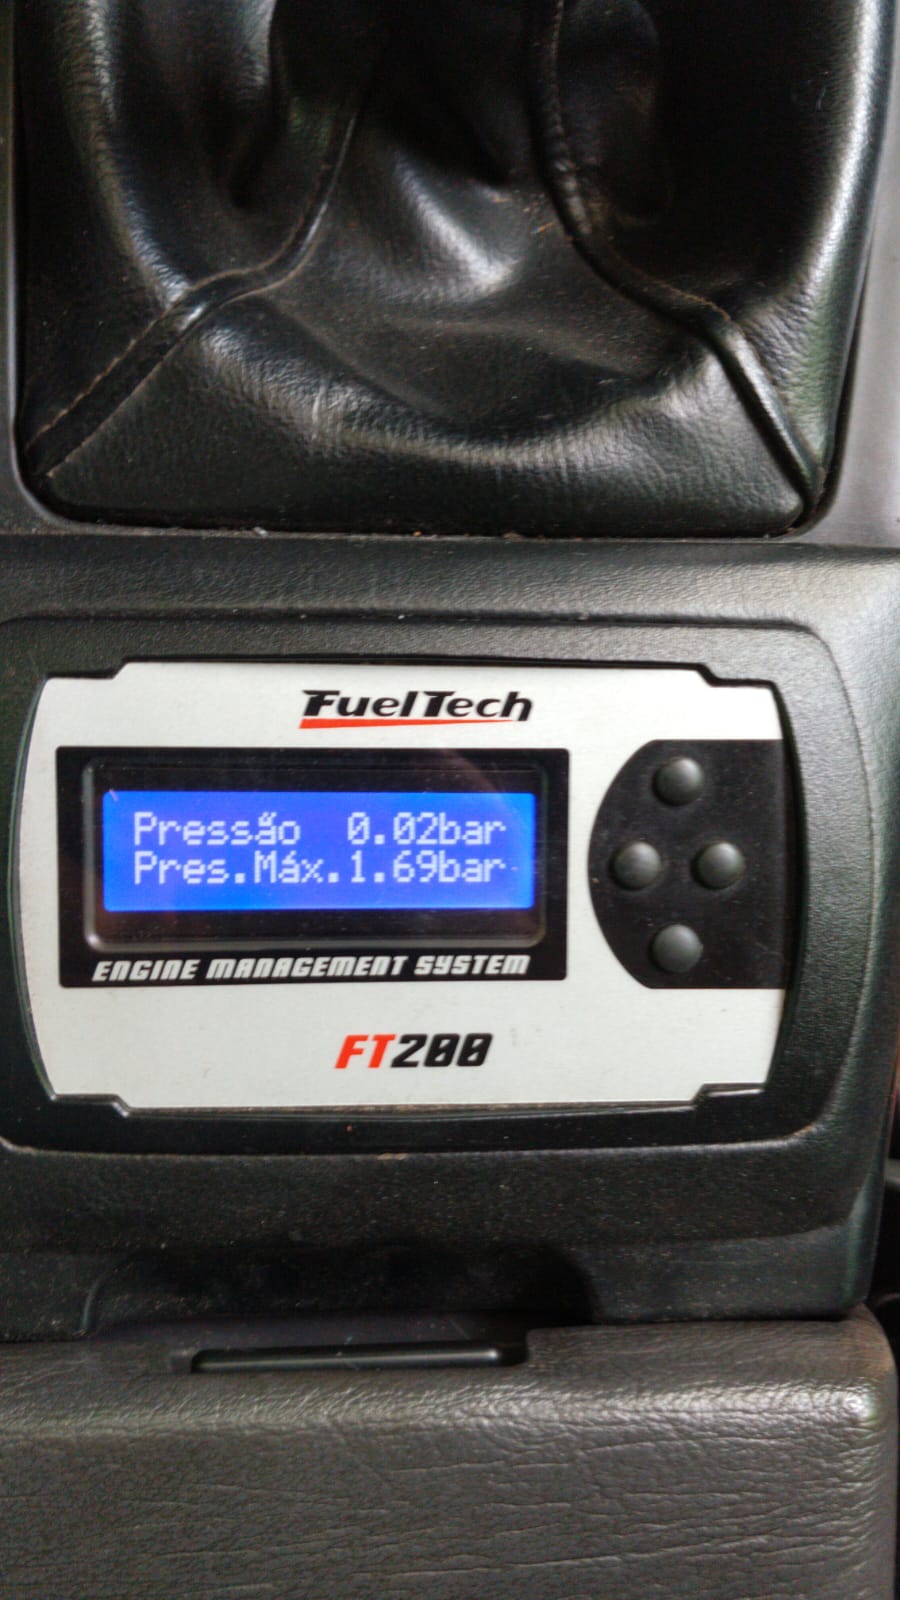 FuelTech
Pressão 0.02bar
Pres.Máx.1.69bar
ENGINE MANAGEMENT SYSTEM
FT200